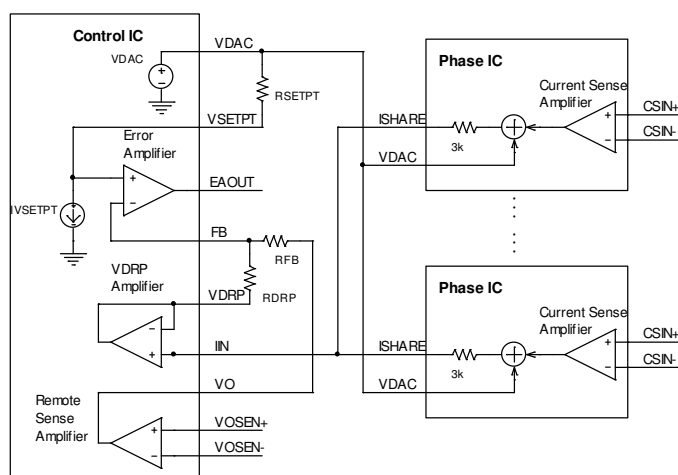 Control IC
VDAC
VDAC
RSETPT
VSETPT
Error
Amplifier
+
−
EAOUT
IVSETPT
FB
RFB
VDRP
Amplifier
VDRP
RDRP
−
+
IIN
VO
Remote
Sense
Amplifier
+
−
VOSEN+
VOSEN-
Phase IC
Current Sense
Amplifier
CSIN+
CSIN-
+
−
ISHARE
3k
VDAC
Phase IC
Current Sense
Amplifier
CSIN+
CSIN-
+
−
ISHARE
3k
VDAC